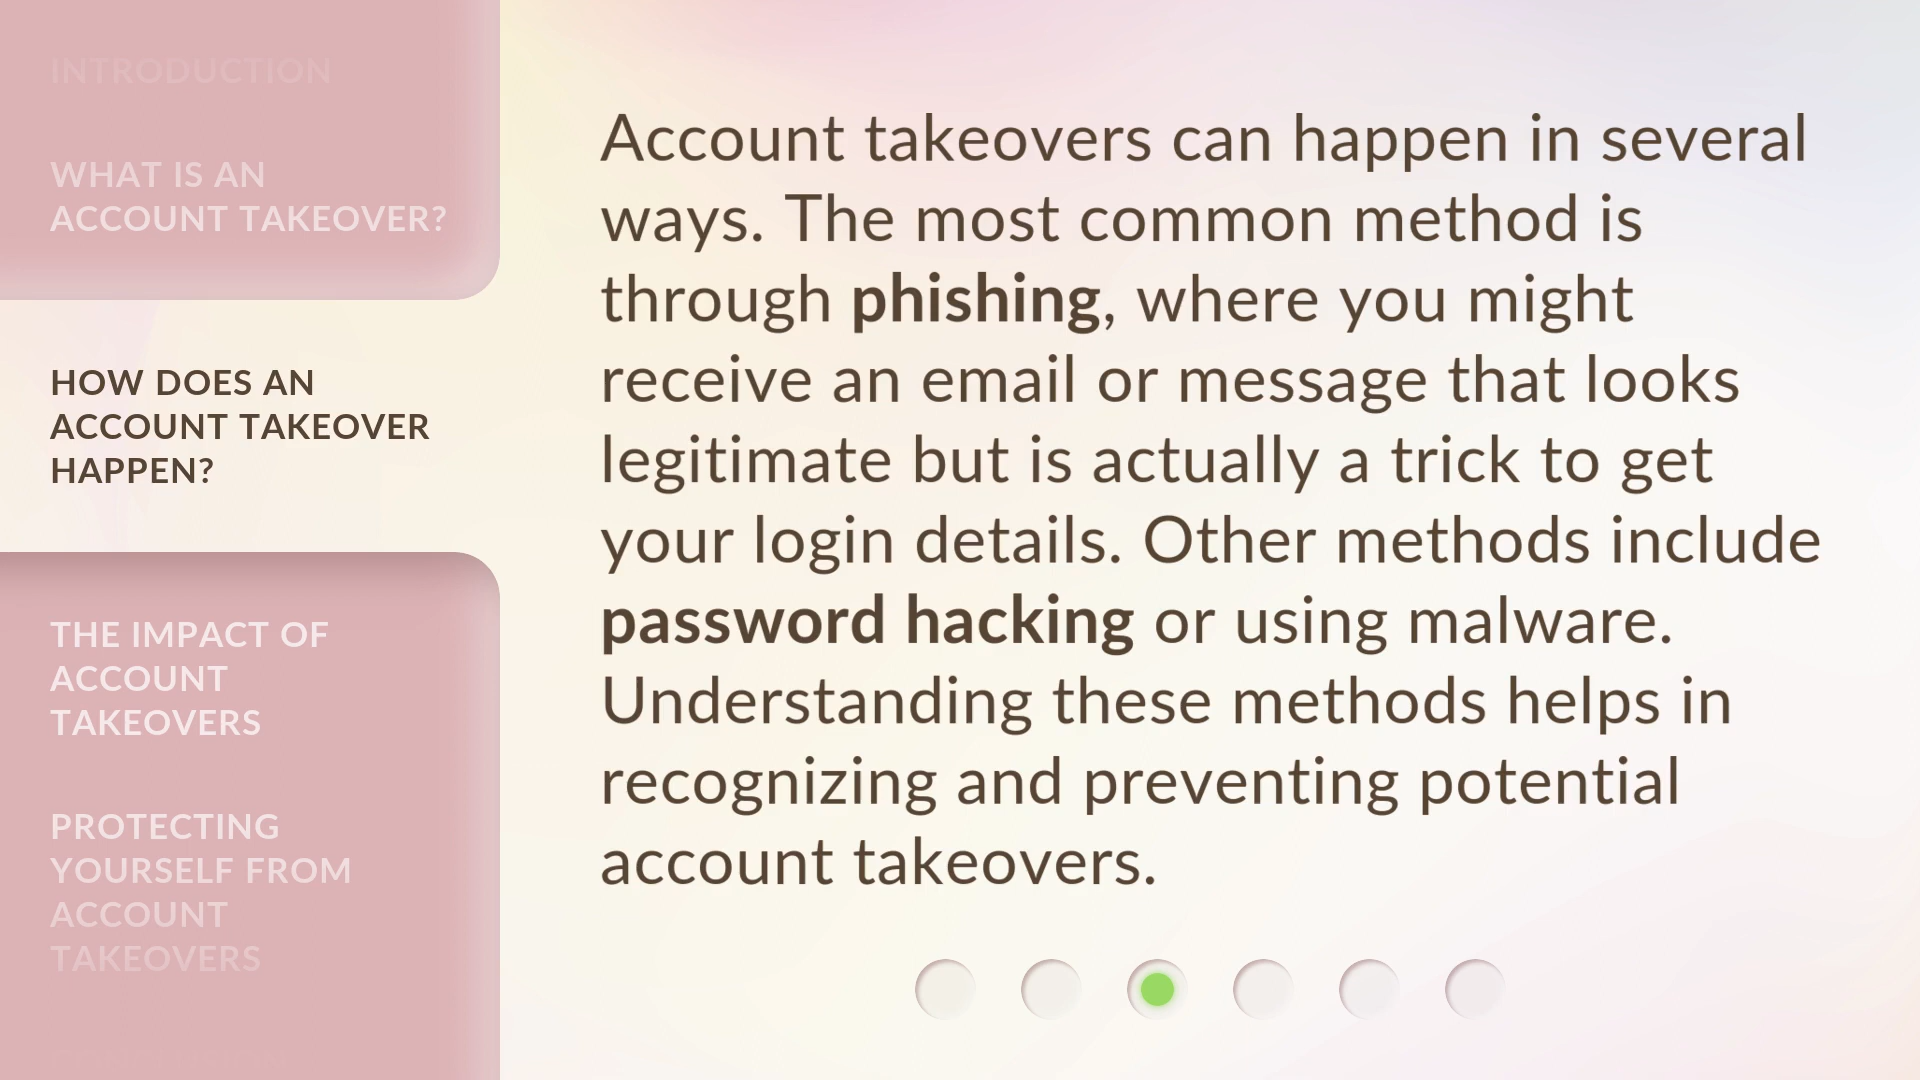 INTRODUCTION
WHAT IS AN
ACCOUNT TAKEOVER?
HOW DOES AN
ACCOUNT TAKEOVER
HAPPEN?
THE IMPACT OF
ACCOUNT
TAKEOVERS
PROTECTING
YOURSELF FROM
ACCOUNT
TAKEOVERS
CONCLUSION
Account takeovers can happen in several
ways. The most common method is
through phishing, where you might
receive an email or message that looks
legitimate but is actually a trick to get
your login details. Other methods include
password hacking or using malware.
Understanding these methods helps in
recognizing and preventing potential
account takeovers.